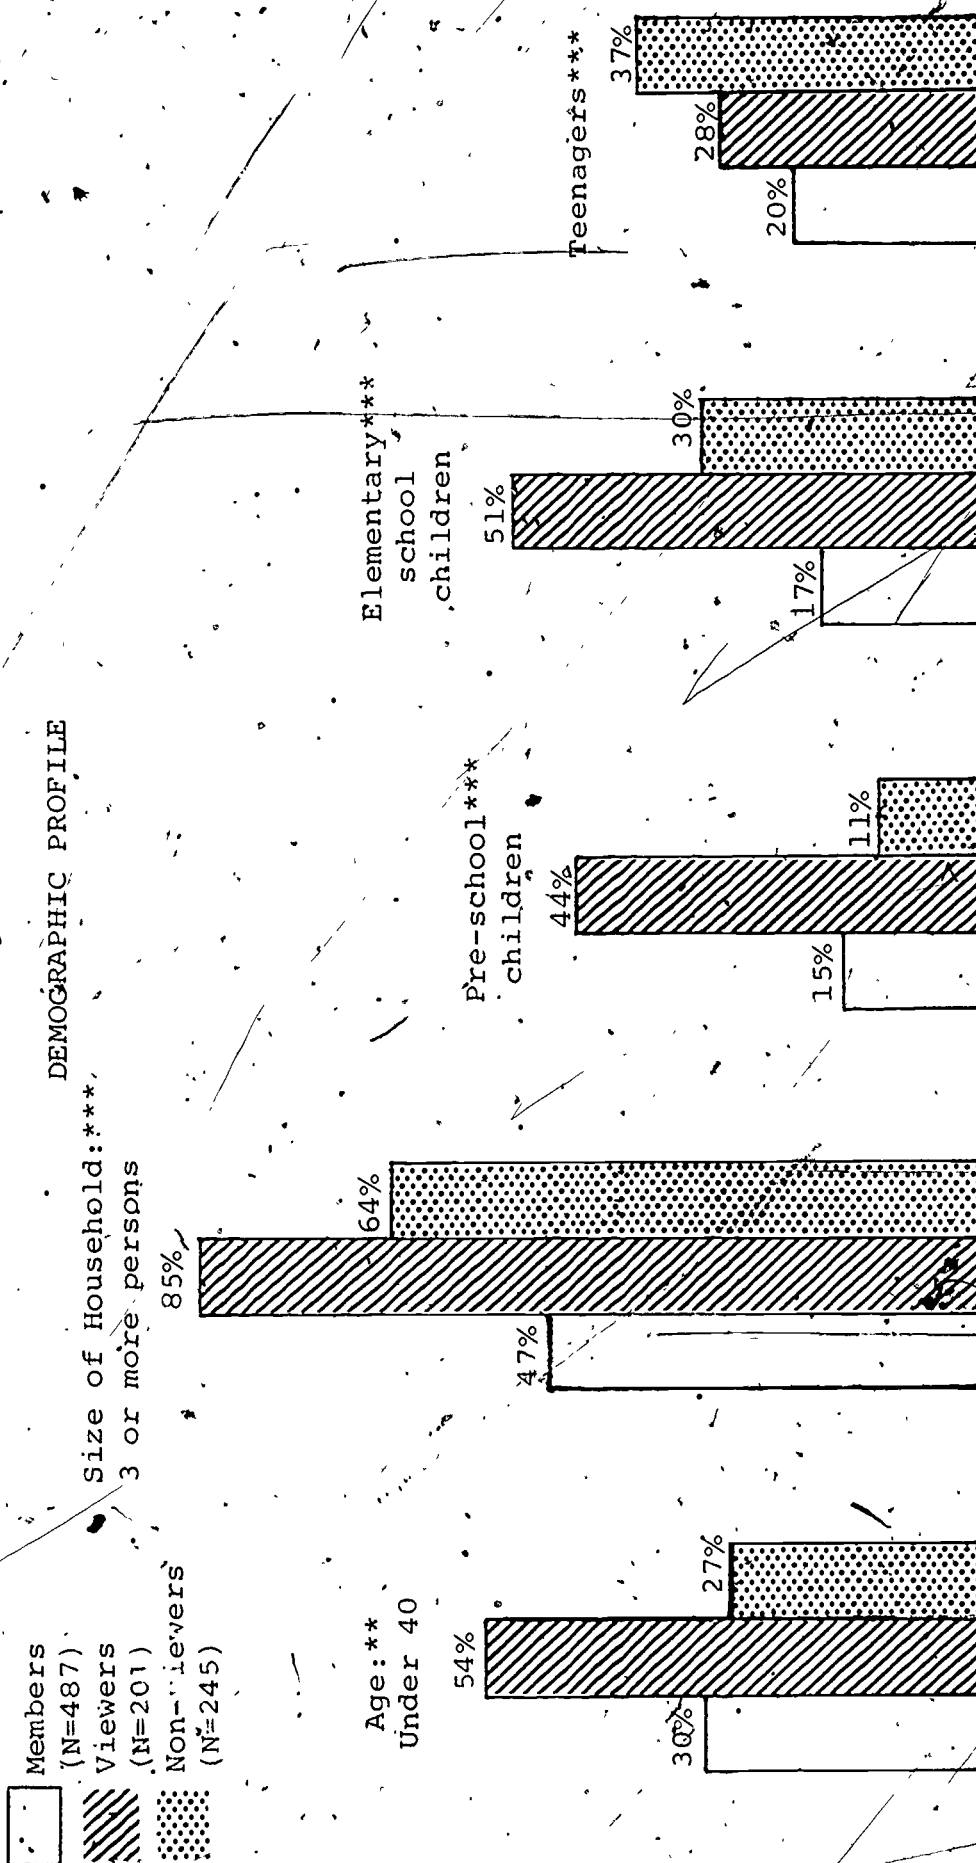 DEMOGRAPHIC PROFILE
Members
(N=487)
Viewers
(N=201)
(N=245)
Age:**
Under 40
30%
54%
27%
Size of Household:***
3 or more persons
47%
85%
64%
Pre-school***
children
15%
44%
11%
Elementary***
school
children
17%
51%
30%
Teenagers***
20%
28%
37%